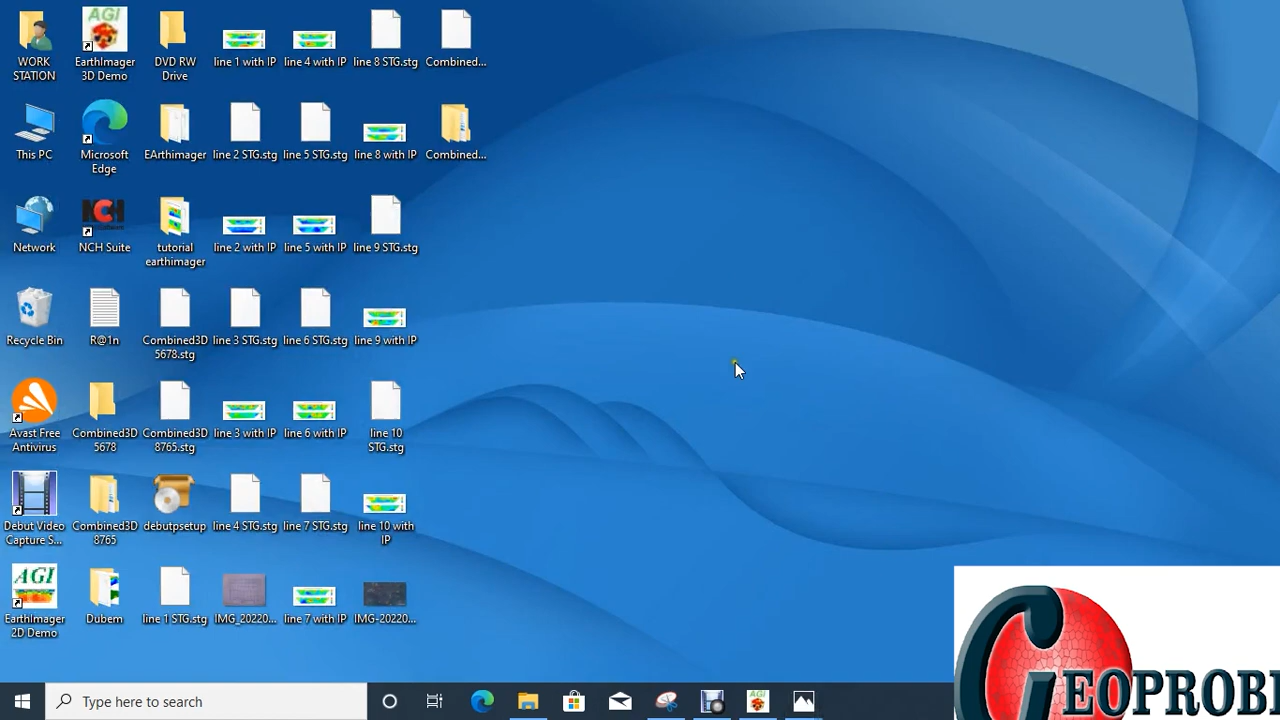 WORK
STATION
AGI
EarthImager
3D Demo
DVD RW
Drive
line 1 with IP
line 4 with IP
line 8 STG.stg
Combined...
This PC
Microsoft
Edge
EArthimager
line 2 STG.stg
line 5 STG.stg
line 8 with IP
Combined...
Network
NCH
NCH Suite
tutorial
earthimager
line 2 with IP
line 5 with IP
line 9 STG.stg
Recycle Bin
R@1n
Combined3D
5678.stg
line 3 STG.stg
line 6 STG.stg
line 9 with IP
Avast Free
Antivirus
Combined3D
5678
Combined3D
8765.stg
line 3 with IP
line 6 with IP
line 10
STG.stg
Debut Video
Capture S...
Combined3D
8765
debutpsetup
line 4 STG.stg
line 7 STG.stg
line 10 with
IP
AGI
EarthImager
2D Demo
Dubem
line 1 STG.stg
IMG_20220...
line 7 with IP
IMG-20220...
GEOPROBE
Type here to search
AGI